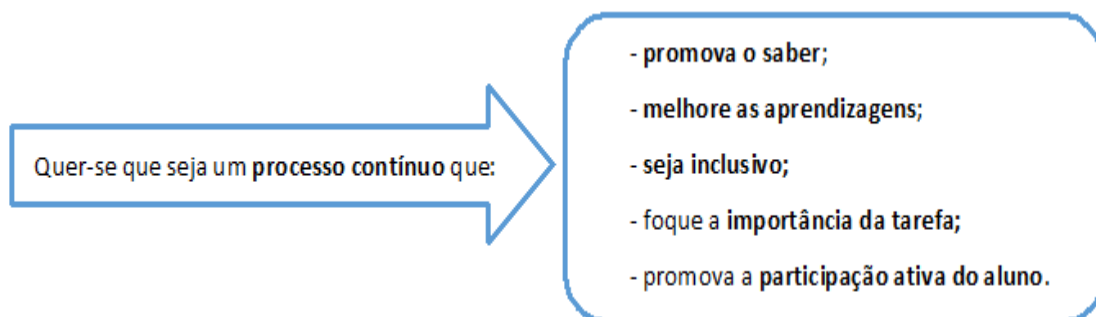 Quer-se que seja um processo contínuo que:
- promova o saber;
- melhore as aprendizagens;
- seja inclusivo;
- foque a importância da tarefa;
- promova a participação ativa do aluno.